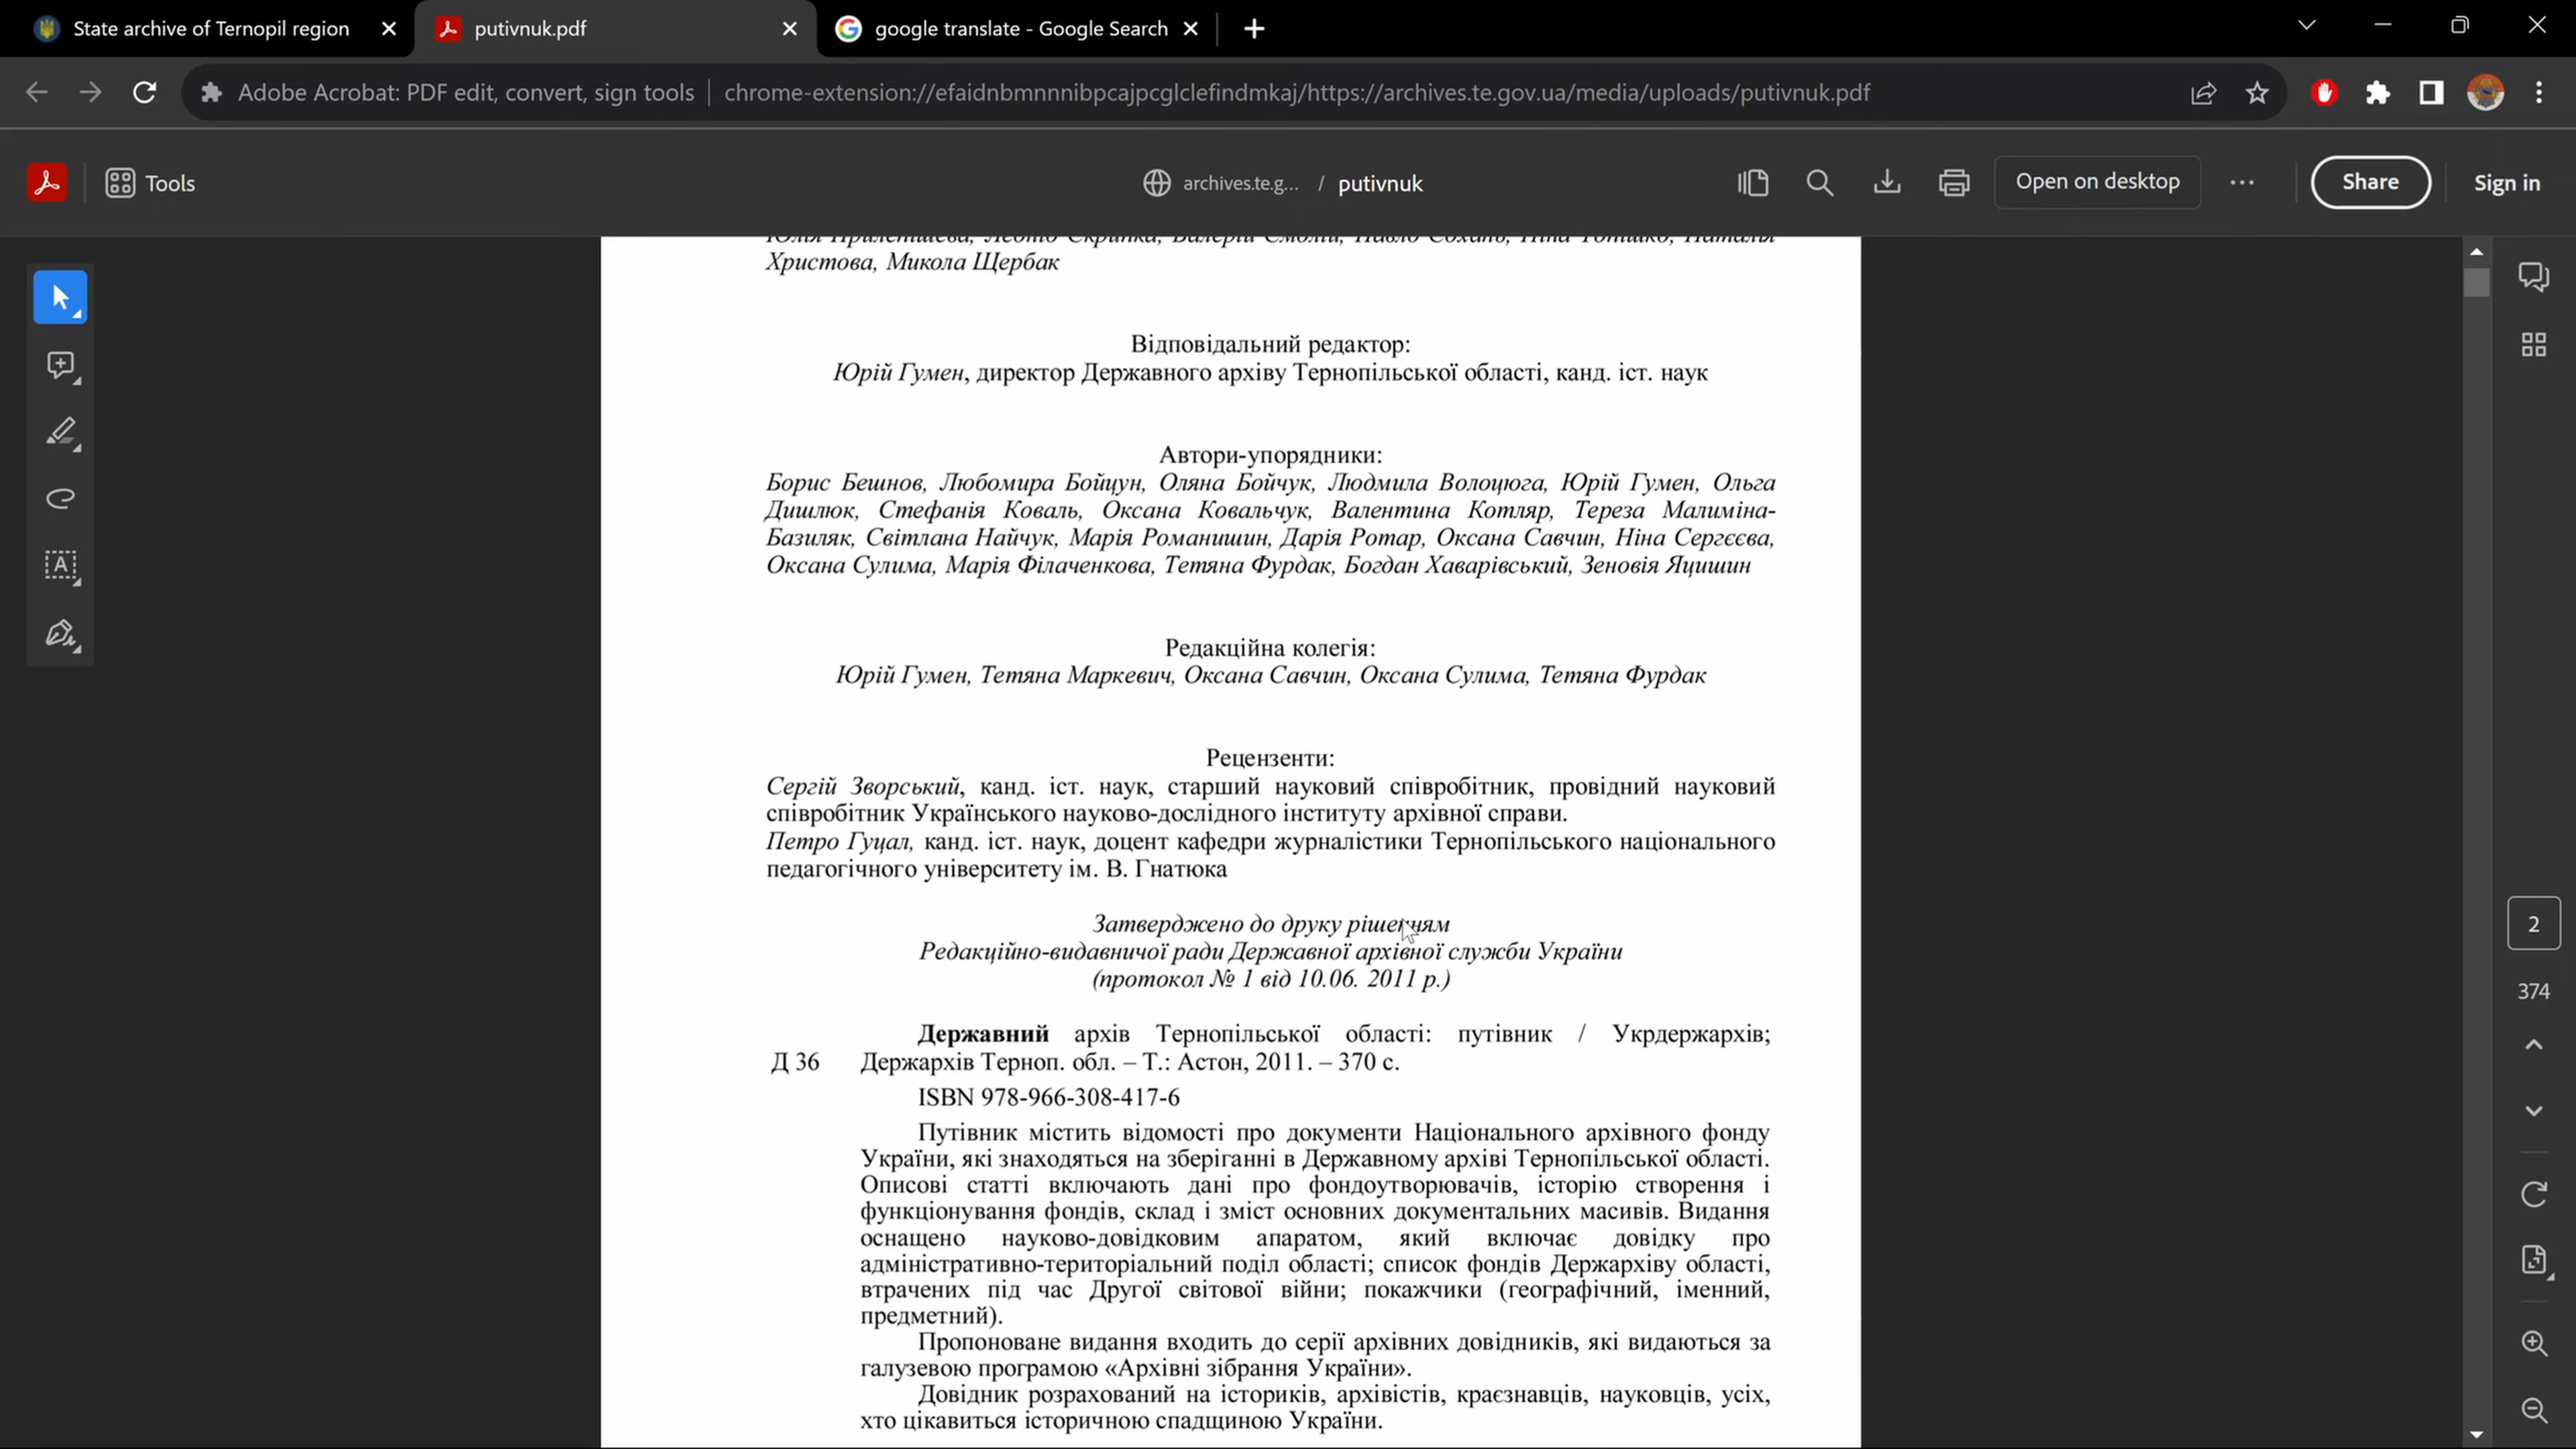 State archive of Ternopil region
putivnuk.pdf
google translate - Google Search
Adobe Acrobat: PDF edit, convert, sign tools
chrome-extension://efaidnbmnnnibpcajpcglclefindmkaj/https://archives.te.gov.ua/media/uploads/putivnuk.pdf
Tools
archives.te.g... / putivnuk
Open on desktop
Share
Sign in
Христова, Микола Щербак
Відповідальний редактор:
Юрій Гумен, директор Державного архіву Тернопільської області, канд. іст. наук
Автори-упорядники:
Борис Бешнов, Любомира Бойцун, Оляна Бойчук, Людмила Волоцюга, Юрій Гумен, Ольга
Дишлюк, Стефанія Коваль, Оксана Ковальчук, Валентина Котляр, Тереза Малиміна-
Базиляк, Світлана Найчук, Марія Романишин, Дарія Ротар, Оксана Савчин, Ніна Сергєєва,
Оксана Сулима, Марія Філаченкова, Тетяна Фурдак, Богдан Хаварівський, Зеновія Яцишин
Редакційна колегія:
Юрій Гумен, Тетяна Маркевич, Оксана Савчин, Оксана Сулима, Тетяна Фурдак
Рецензенти:
Сергій Зворський, канд. іст. наук, старший науковий співробітник, провідний науковий
співробітник Українського науково-дослідного інституту архівної справи.
Петро Гуцал, канд. іст. наук, доцент кафедри журналістики Тернопільського національного
педагогічного університету ім. В. Гнатюка
Затверджено до друку рішенням
Редакційно-видавничої ради Державної архівної служби України
(протокол № 1 від 10.06. 2011 р.)
Державний архів Тернопільської області: путівник / Укрдержархів;
Д 36 Держархів Терноп. обл. – Т.: Астон, 2011. – 370 с.
ISBN 978-966-308-417-6
Путівник містить відомості про документи Національного архівного фонду
України, які знаходяться на зберіганні в Державному архіві Тернопільської області.
Описові статті включають дані про фондоутворювачів, історію створення і
функціонування фондів, склад і зміст основних документальних масивів. Видання
оснащено науково-довідковим апаратом, який включає довідку про
адміністративно-територіальний поділ області; список фондів Держархіву області,
втрачених під час Другої світової війни; покажчики (географічний, іменний,
предметний).
Пропоноване видання входить до серії архівних довідників, які видаються за
галузевою програмою «Архівні зібрання України».
Довідник розрахований на істориків, архівістів, краєзнавців, науковців, усіх,
хто цікавиться історичною спадщиною України.
2
374